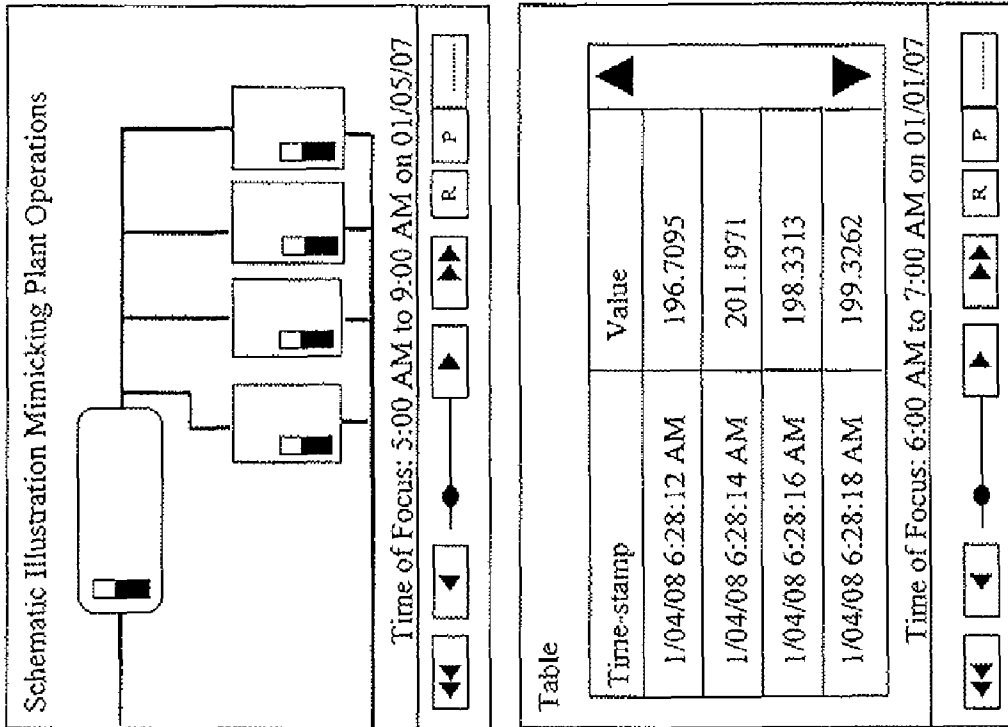 Schematic Illustration Mimicking Plant Operations
Time of Focus: 5:00 AM to 9:00 AM on 01/05/07
R P
Table
Time-stamp Value
1/04/08 6:28:12 AM 196.7095
1/04/08 6:28:14 AM 201.1971
1/04/08 6:28:16 AM 198.3313
1/04/08 6:28:18 AM 199.3262
Time of Focus: 6:00 AM to 7:00 AM on 01/01/07
R P